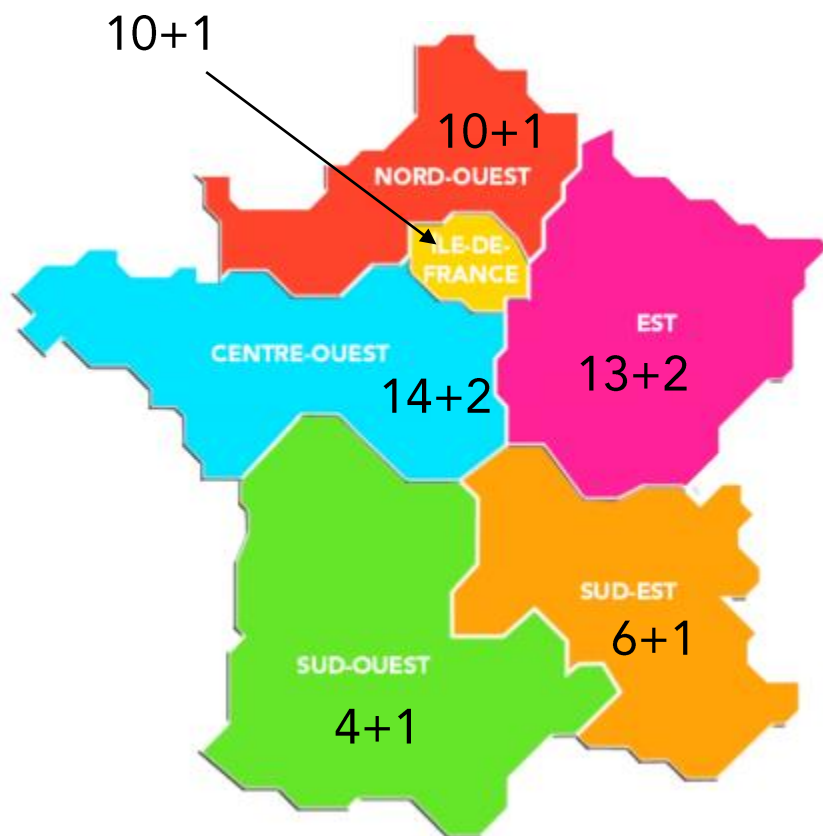 10+1
10+1
NORD-OUEST
ÎLE-DE-
FRANCE
EST
13+2
CENTRE-OUEST
14+2
SUD-EST
6+1
SUD-OUEST
4+1